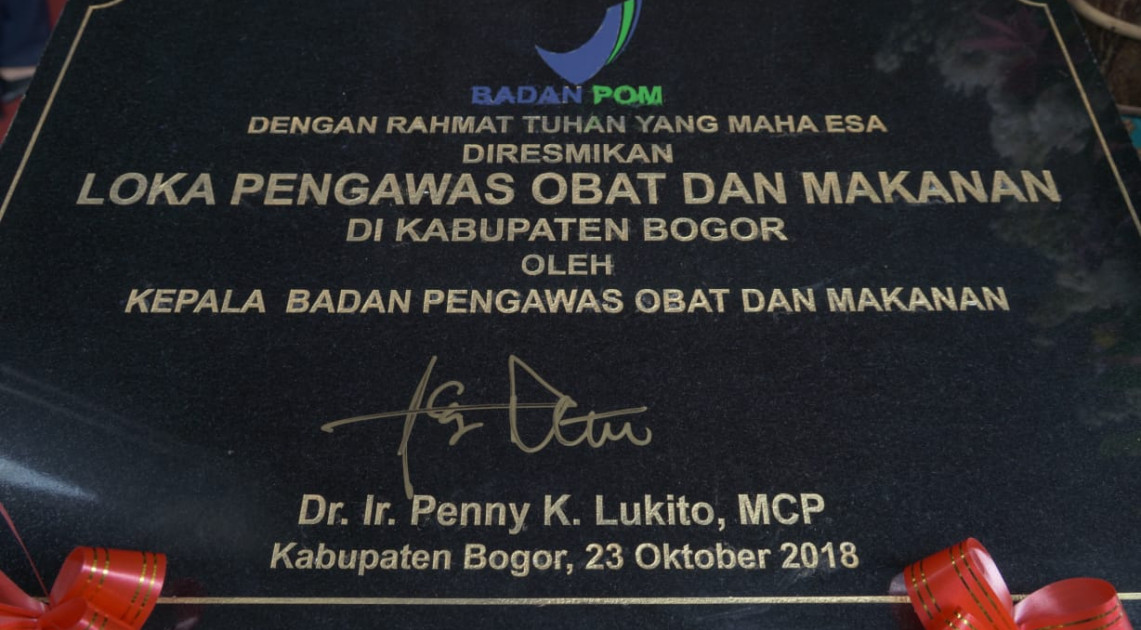 BADAN POM
DENGAN RAHMAT TUHAN YANG MAHA ESA
DIRESMIKAN
LOKA PENGAWAS OBAT DAN MAKANAN
DI KABUPATEN BOGOR
OLEH
KEPALA BADAN PENGAWAS OBAT DAN MAKANAN
Dr. Ir. Penny K. Lukito, MCP
Kabupaten Bogor, 23 Oktober 2018